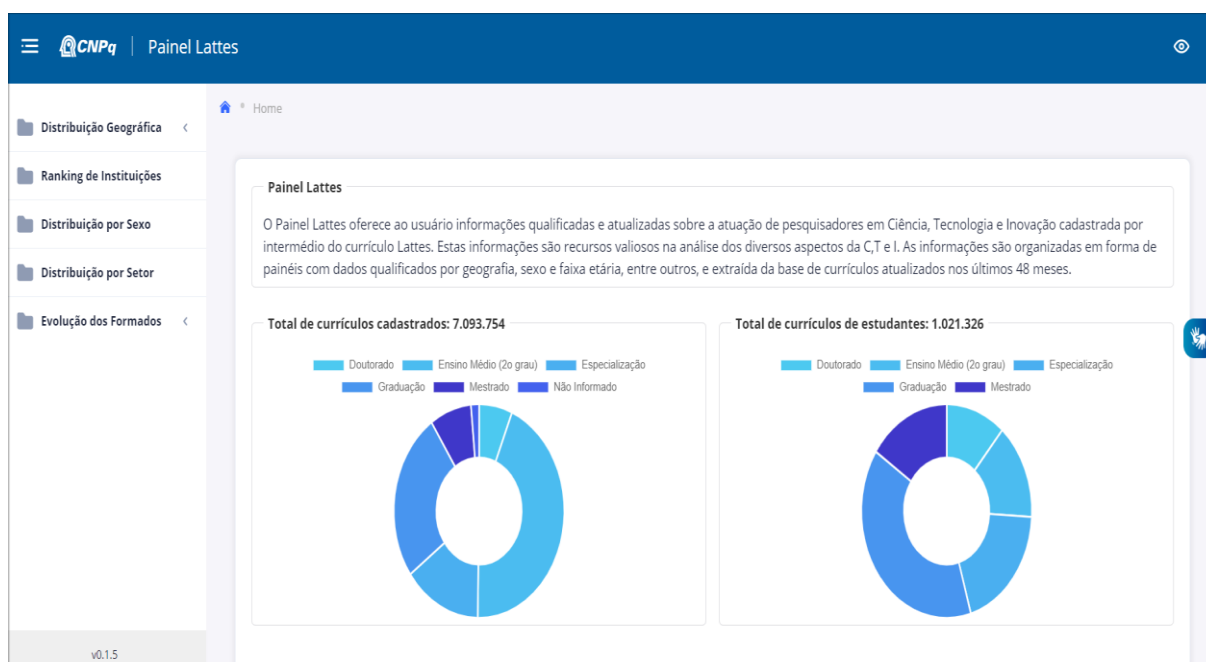 CNPq
Painel Lattes
Home
Distribuição Geográfica
Ranking de Instituições
Distribuição por Sexo
Distribuição por Setor
Evolução dos Formados
v0.1.5
Painel Lattes
O Painel Lattes oferece ao usuário informações qualificadas e atualizadas sobre a atuação de pesquisadores em Ciência, Tecnologia e Inovação cadastrada por
intermédio do currículo Lattes. Estas informações são recursos valiosos na análise dos diversos aspectos da C,T e I. As informações são organizadas em forma de
painéis com dados qualificados por geografia, sexo e faixa etária, entre outros, e extraída da base de currículos atualizados nos últimos 48 meses.
Total de currículos cadastrados: 7.093.754
Doutorado Ensino Médio (2o grau) Especialização
Graduação Mestrado Não Informado
Total de currículos de estudantes: 1.021.326
Doutorado Ensino Médio (2o grau) Especialização
Graduação Mestrado